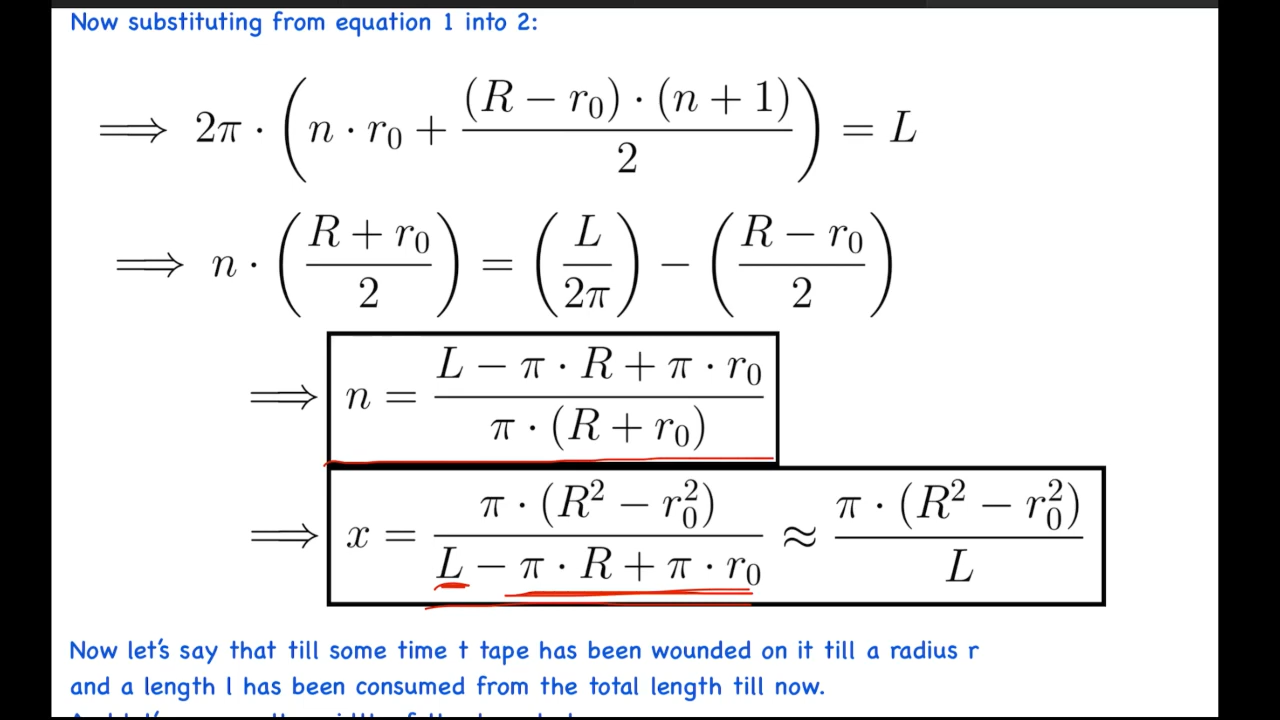 Now substituting from equation 1 into 2:
⟹ 2π · (n · r₀ + (R − r₀) · (n + 1) / 2) = L
⟹ n · ((R + r₀) / 2) = (L / 2π) − ((R − r₀) / 2)
⟹ n = (L − π · R + π · r₀) / (π · (R + r₀))
⟹ x = π · (R² − r₀²) / (L − π · R + π · r₀) ≈ π · (R² − r₀²) / L
Now let's say that till some time t tape has been wounded on it till a radius r
and a length l has been consumed from the total length till now.